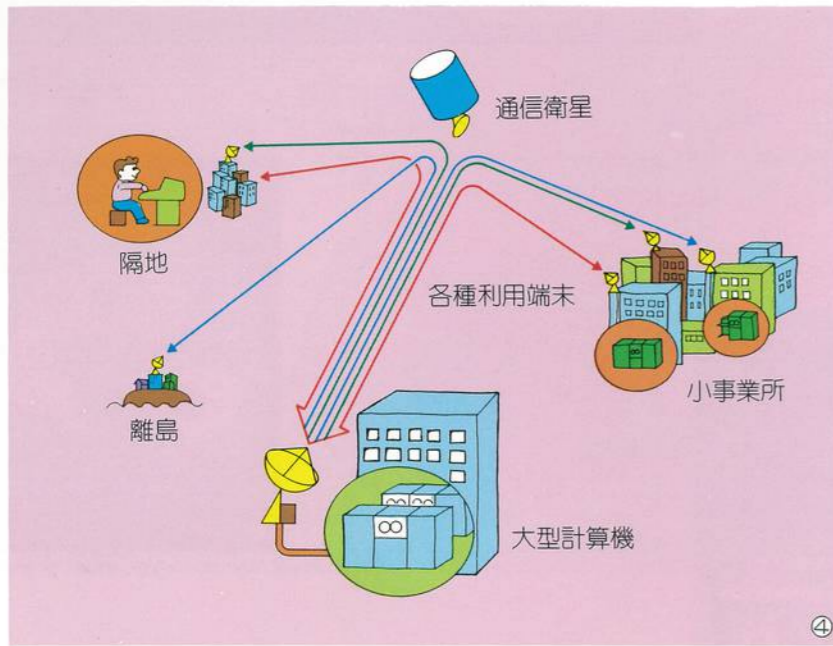 通信衛星
隔地
各種利用端末
小事業所
離島
大型計算機
④